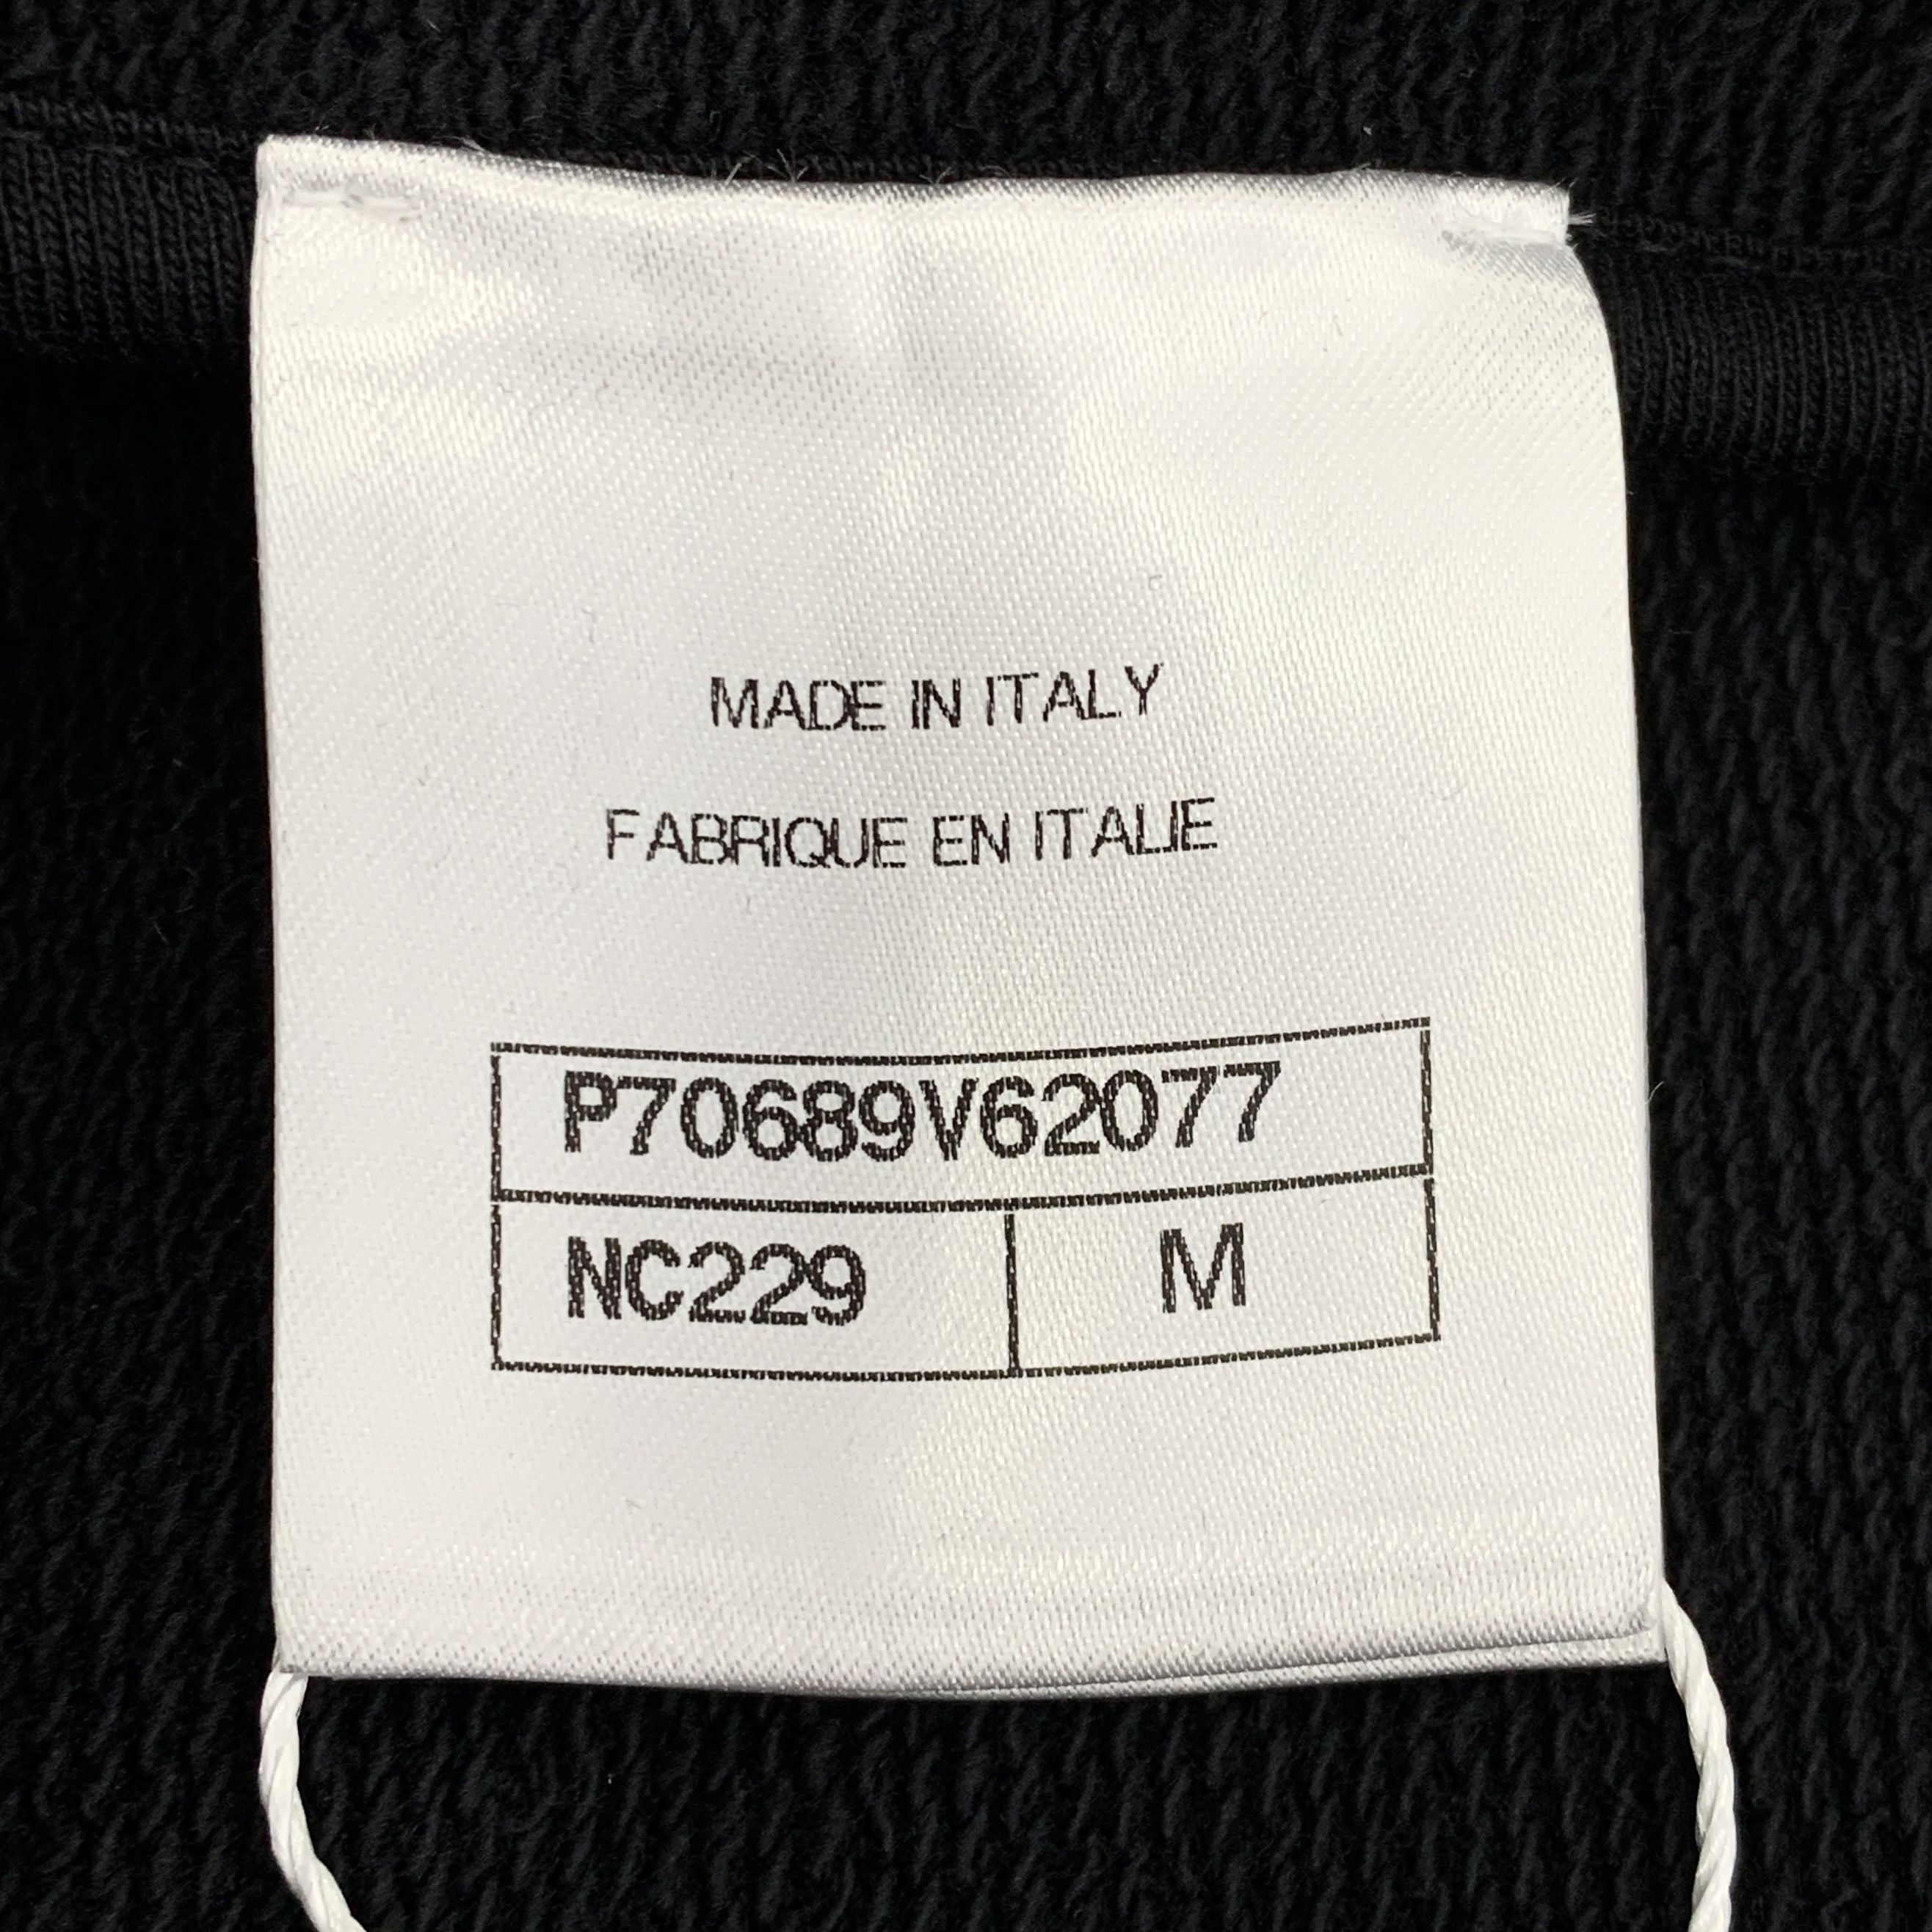 MADE IN ITALY
FABRIQUE EN ITALIE
P70689V62077
NC229 M